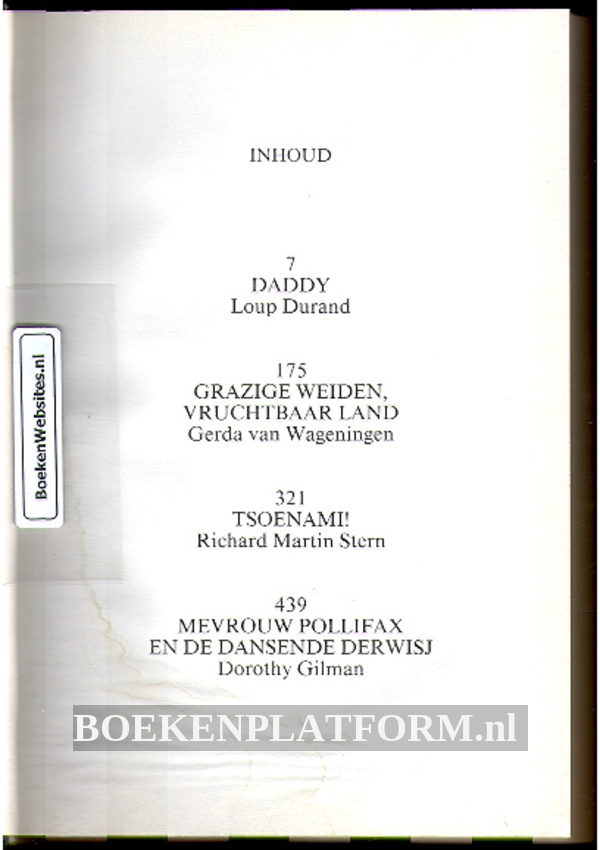 INHOUD
7
DADDY
Loup Durand
175
GRAZIGE WEIDEN,
VRUCHTBAAR LAND
Gerda van Wageningen
321
TSOENAMI!
Richard Martin Stern
439
MEVROUW POLLIFAX
EN DE DANSENDE DERWISJ
Dorothy Gilman
BoekenWebsites.nl
BOEKENPLATFORM.nl